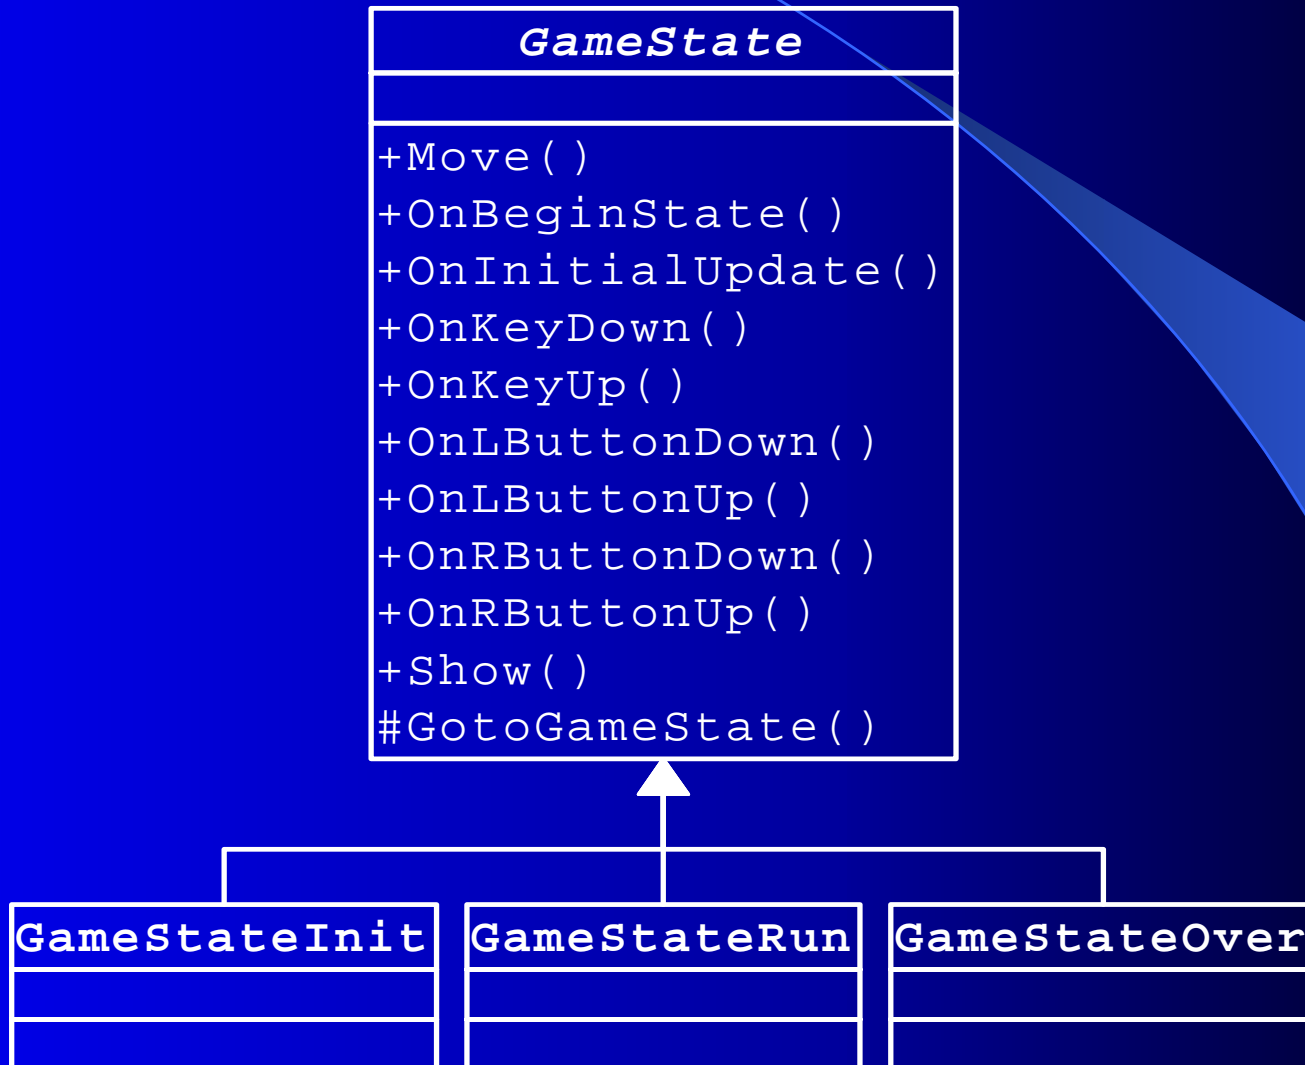 GameState
+Move()
+OnBeginState()
+OnInitialUpdate()
+OnKeyDown()
+OnKeyUp()
+OnLButtonDown()
+OnLButtonUp()
+OnRButtonDown()
+OnRButtonUp()
+Show()
#GotoGameState()
GameStateInit GameStateRun GameStateOver